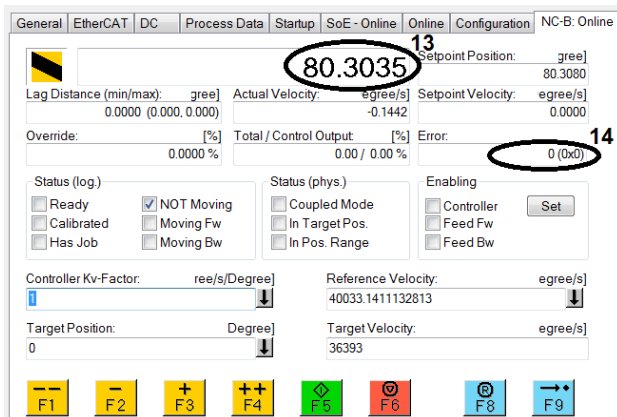 General EtherCAT DC Process Data Startup SoE - Online Online Configuration NC-B: Online
13
80.3035
Setpoint Position: gree]
80.3080
Lag Distance (min/max): gree] Actual Velocity: egree/s] Setpoint Velocity: egree/s]
0.0000 (0.000, 0.000) -0.1442 0.0000
Override: [%] Total / Control Output: [%] Error: 14
0.0000 % 0.00 / 0.00 % 0 (0x0)
Status (log.) Status (phys.) Enabling
Ready NOT Moving Coupled Mode Controller Set
Calibrated Moving Fw In Target Pos. Feed Fw
Has Job Moving Bw In Pos. Range Feed Bw
Controller Kv-Factor: ree/s/Degree] Reference Velocity: egree/s]
1 40033.1411132813
Target Position: Degree] Target Velocity: egree/s]
0 36393
-- - + ++
F1 F2 F3 F4 F5 F6 R F8 F9